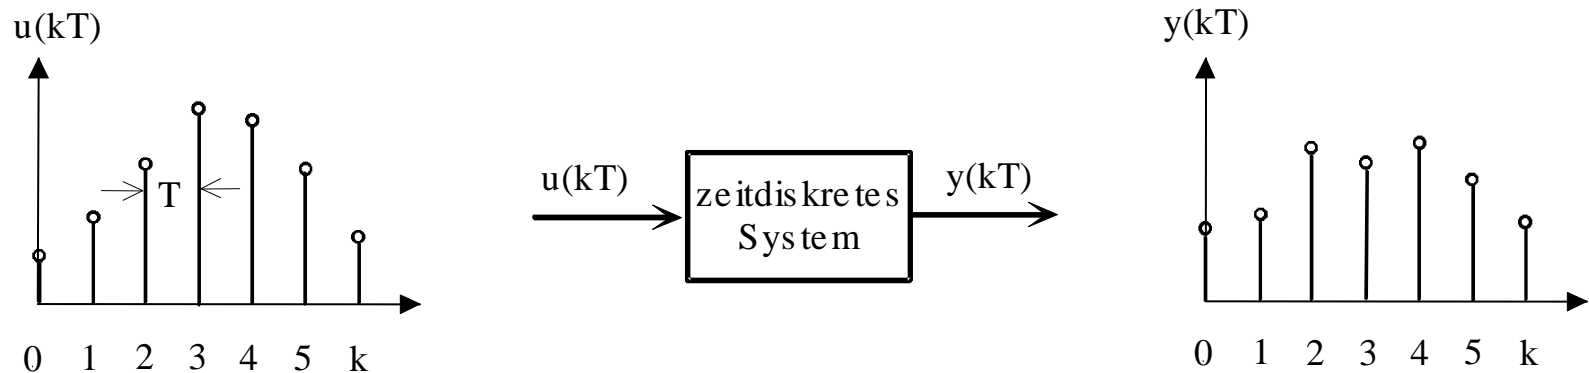 u(kT)
T
0 1 2 3 4 5 k
u(kT)
zeitdiskretes
System
y(kT)
y(kT)
0 1 2 3 4 5 k